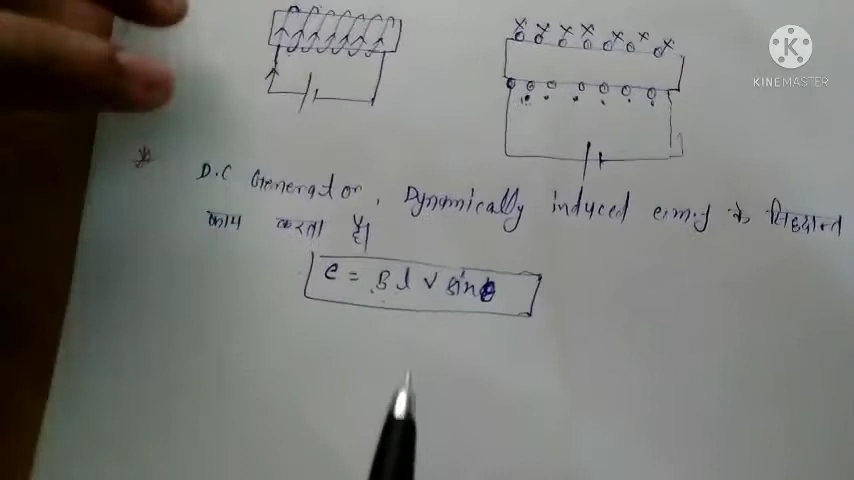 K
KINEMASTER
D.C Generator, Dynamically induced e.m.f के सिद्धान्त
काम करता है।
e = B l v sinθ